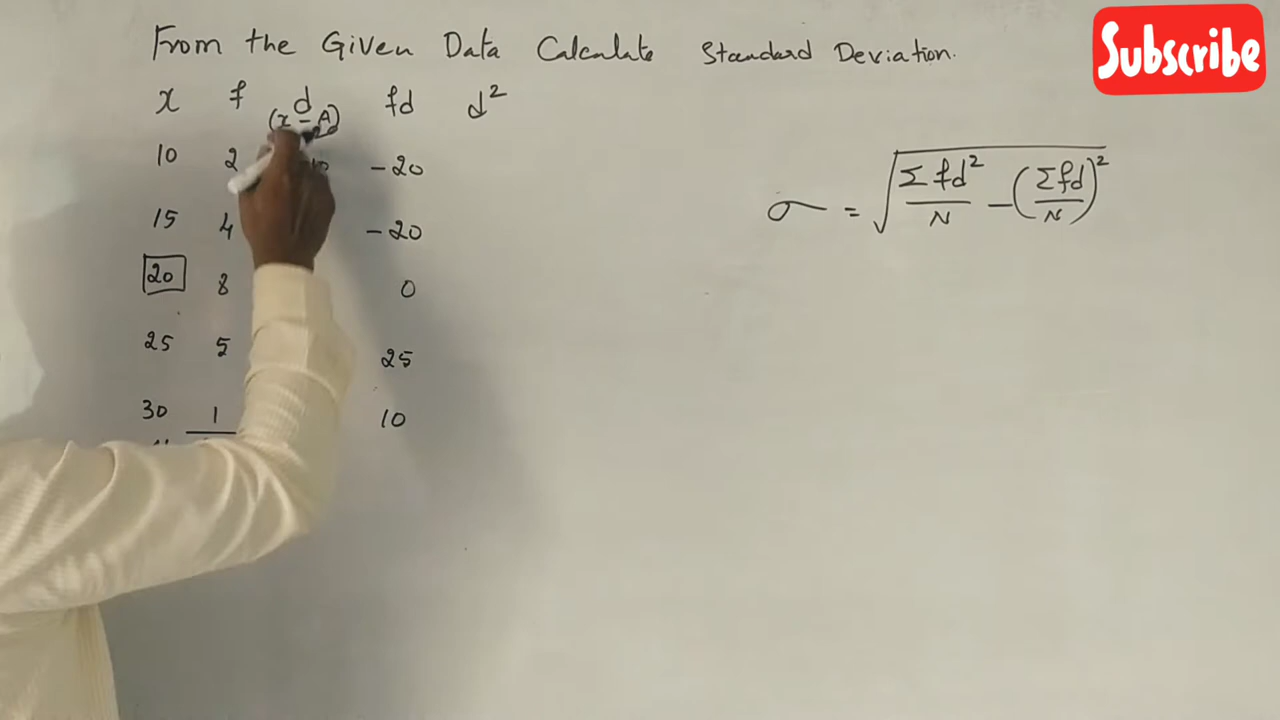 From the Given Data Calculate Standard Deviation.
Subscribe
x f d fd d²
(x - A)
10 2 -20
15 4 -20
20 8 0
25 5 25
30 1 10
σ = √(Σfd²/N - (Σfd/N)²)